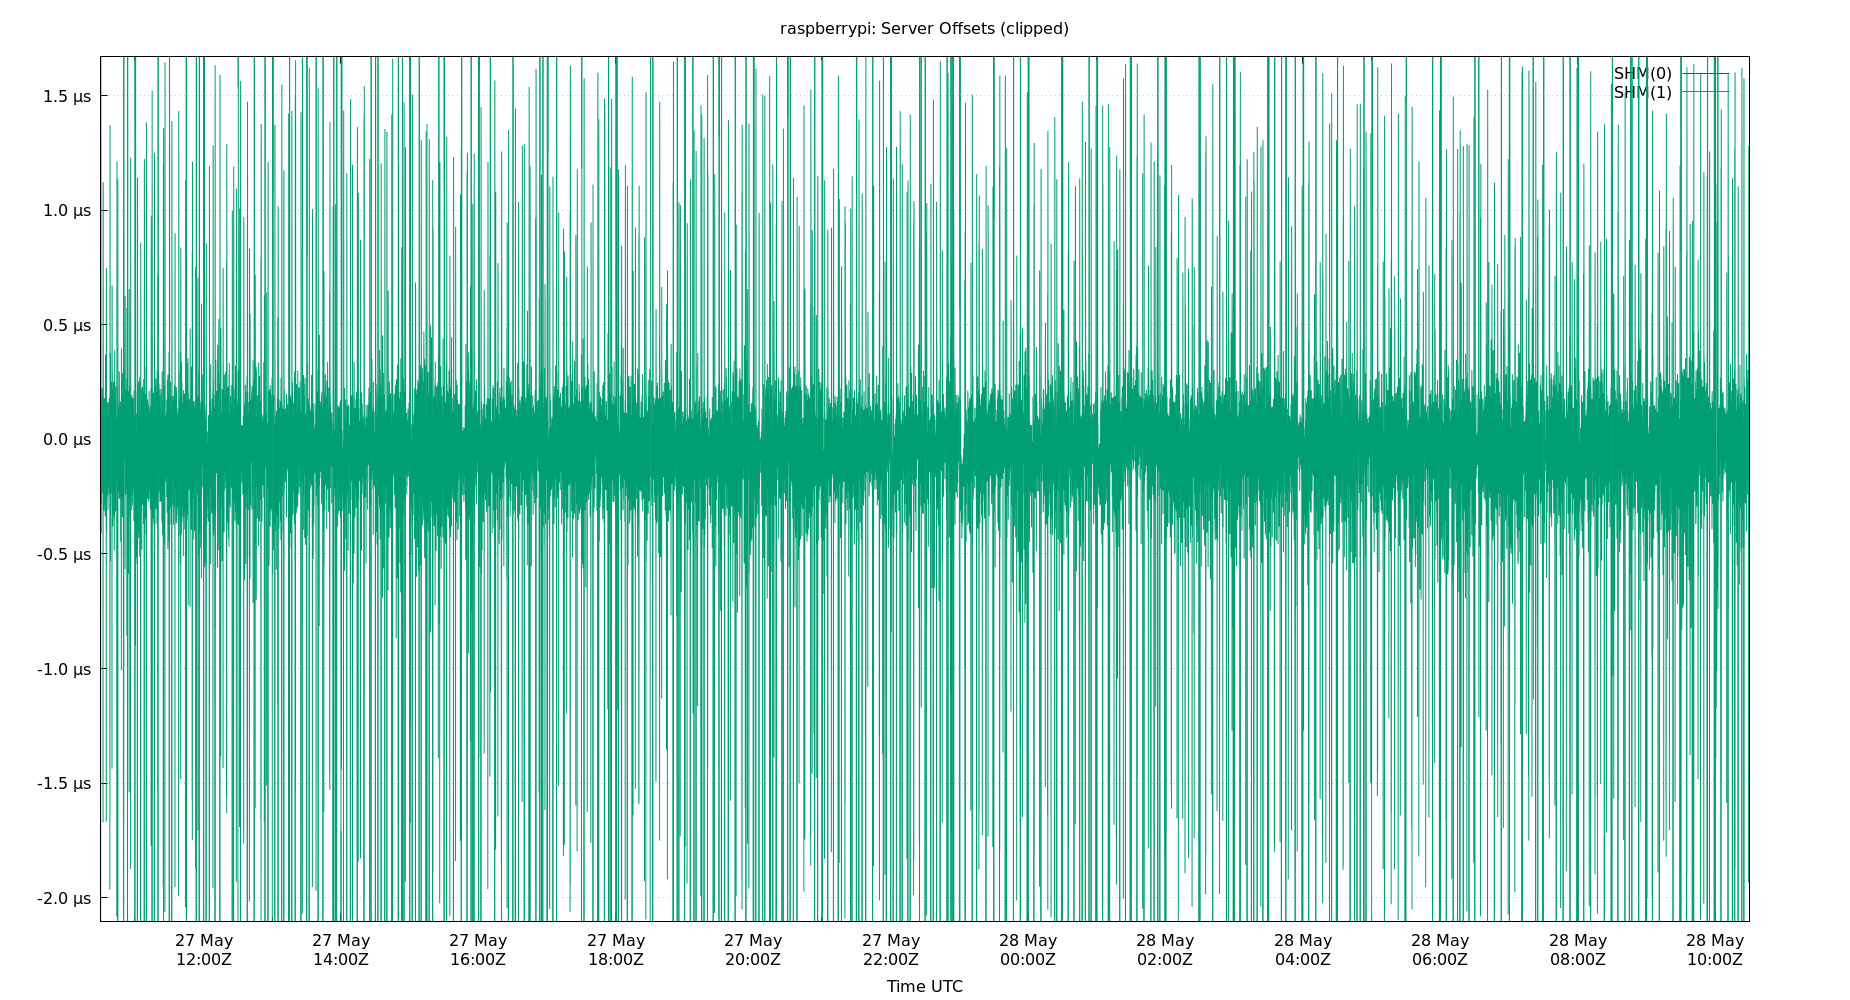 raspberrypi: Server Offsets (clipped)
SHM(0)
SHM(1)
1.5 µs
1.0 µs
0.5 µs
0.0 µs
-0.5 µs
-1.0 µs
-1.5 µs
-2.0 µs
27 May 27 May 27 May 27 May 27 May 27 May 28 May 28 May 28 May 28 May 28 May 28 May
12:00Z 14:00Z 16:00Z 18:00Z 20:00Z 22:00Z 00:00Z 02:00Z 04:00Z 06:00Z 08:00Z 10:00Z
Time UTC